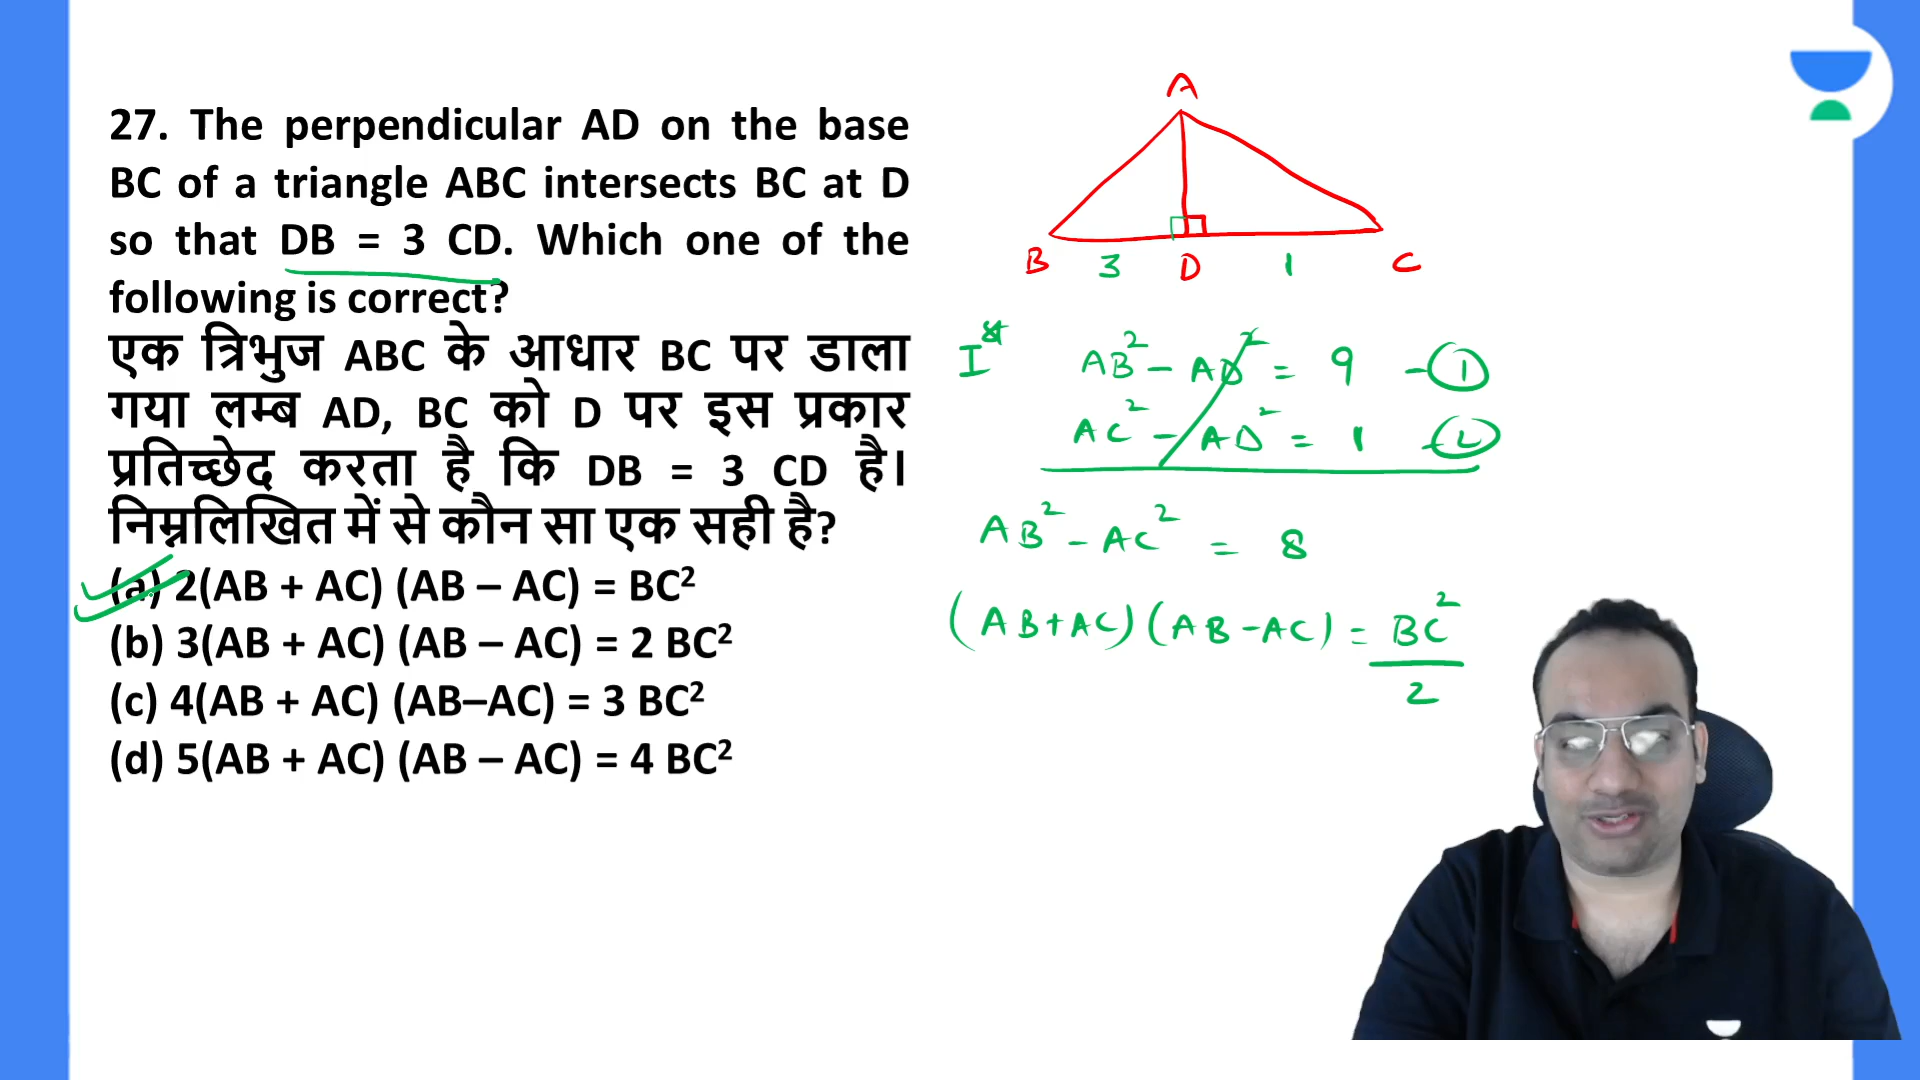 27. The perpendicular AD on the base
BC of a triangle ABC intersects BC at D
so that DB = 3 CD. Which one of the
following is correct?
एक त्रिभुज ABC के आधार BC पर डाला
गया लम्ब AD, BC को D पर इस प्रकार
प्रतिच्छेद करता है कि DB = 3 CD है।
निम्नलिखित में से कौन सा एक सही है?
(a) 2(AB + AC) (AB – AC) = BC²
(b) 3(AB + AC) (AB – AC) = 2 BC²
(c) 4(AB + AC) (AB–AC) = 3 BC²
(d) 5(AB + AC) (AB – AC) = 4 BC²
A
B 3 D 1 C
AB² – AD² = 9 – ①
AC² – AD² = 1 – ②
AB² – AC² = 8
(AB+AC) (AB–AC) = BC²
2